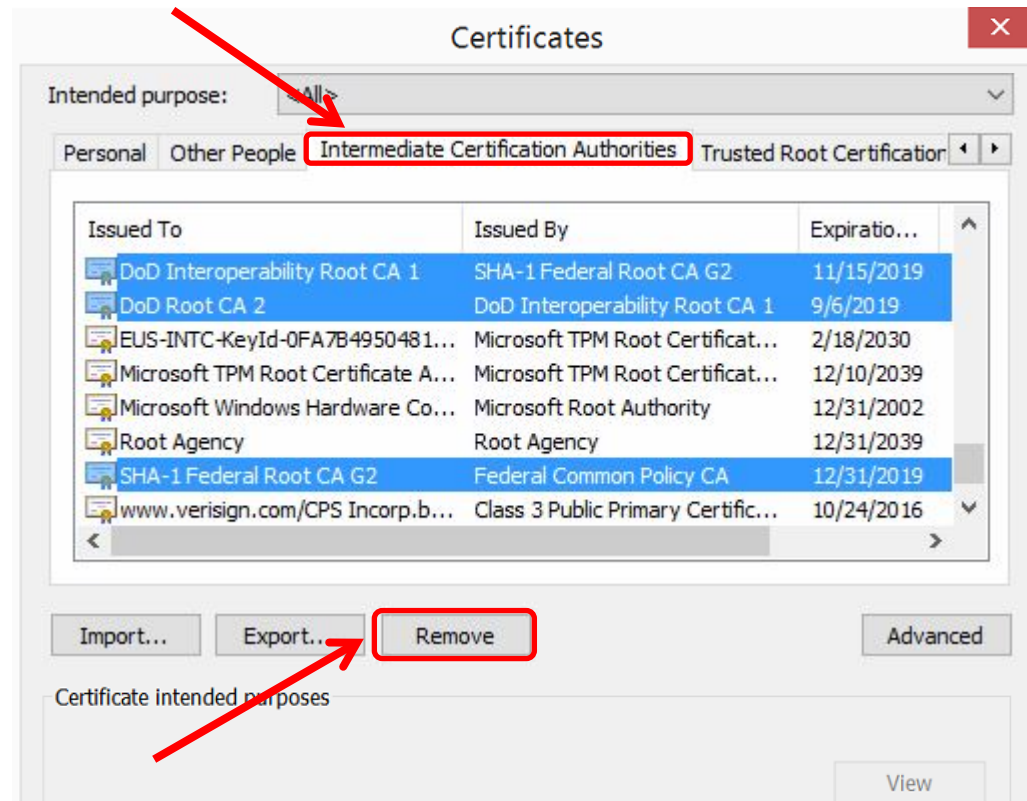 Certificates
Intended purpose: <All>
Personal Other People Intermediate Certification Authorities Trusted Root Certification
Issued To Issued By Expiratio...
DoD Interoperability Root CA 1 SHA-1 Federal Root CA G2 11/15/2019
DoD Root CA 2 DoD Interoperability Root CA 1 9/6/2019
EUS-INTC-KeyId-0FA7B4950481... Microsoft TPM Root Certificat... 2/18/2030
Microsoft TPM Root Certificate A... Microsoft TPM Root Certificat... 12/10/2039
Microsoft Windows Hardware Co... Microsoft Root Authority 12/31/2002
Root Agency Root Agency 12/31/2039
SHA-1 Federal Root CA G2 Federal Common Policy CA 12/31/2019
www.verisign.com/CPS Incorp.b... Class 3 Public Primary Certific... 10/24/2016
Import... Export... Remove Advanced
Certificate intended purposes
View